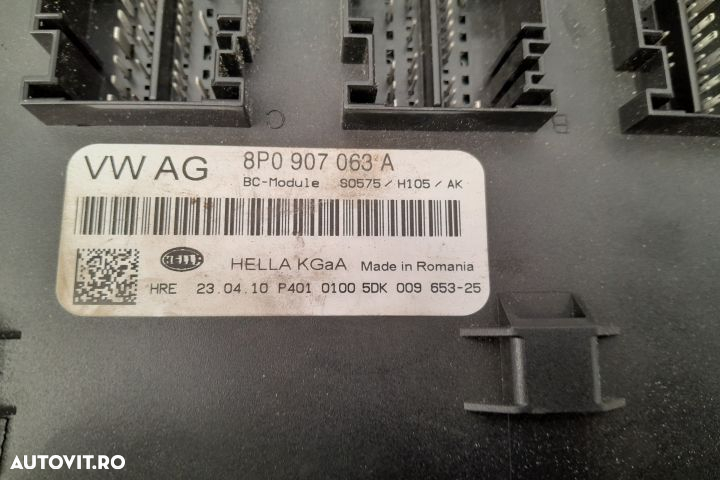 C
B
VW AG 8P0 907 063 A
BC-Module S0575 / H105 / AK
HELLA HELLA KGaA Made in Romania
HRE 23.04.10 P401 0100 5DK 009 653-25
AUTOVIT.RO